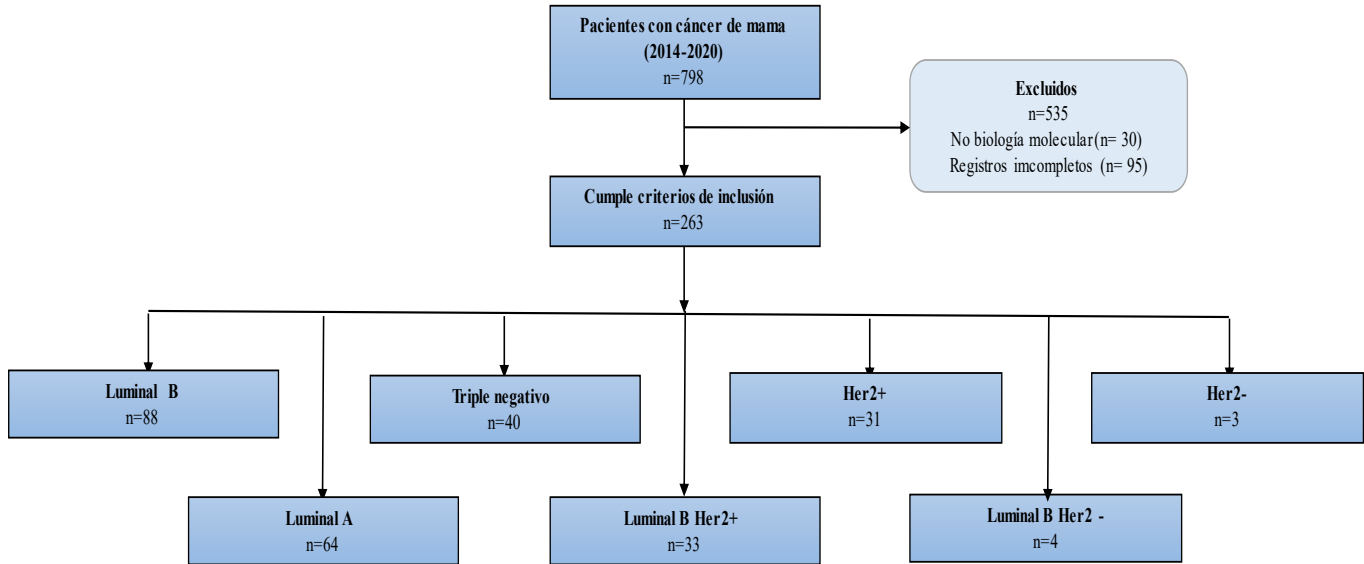 Pacientes con cáncer de mama
(2014-2020)
n=798
Excluidos
n=535
No biología molecular(n= 30)
Registros imcompletos (n= 95)
Cumple criterios de inclusión
n=263
Luminal B
n=88
Triple negativo
n=40
Her2+
n=31
Her2-
n=3
Luminal A
n=64
Luminal B Her2+
n=33
Luminal B Her2 -
n=4